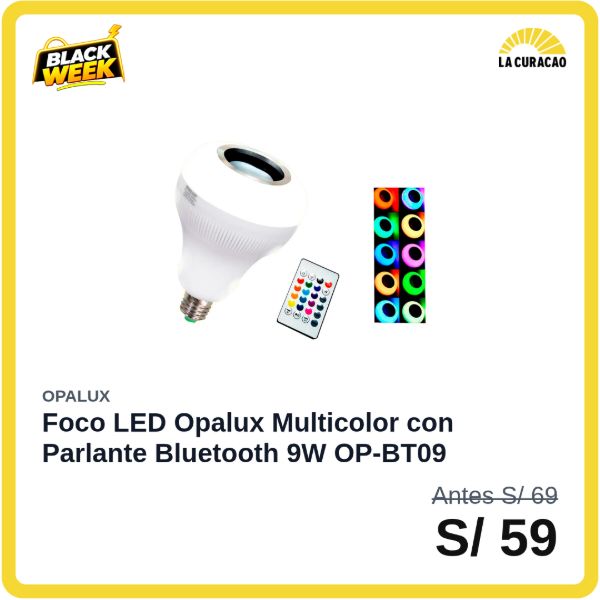 BLACK
WEEK
LA CURACAO
OPALUX
Foco LED Opalux Multicolor con
Parlante Bluetooth 9W OP-BT09
Antes S/ 69
S/ 59